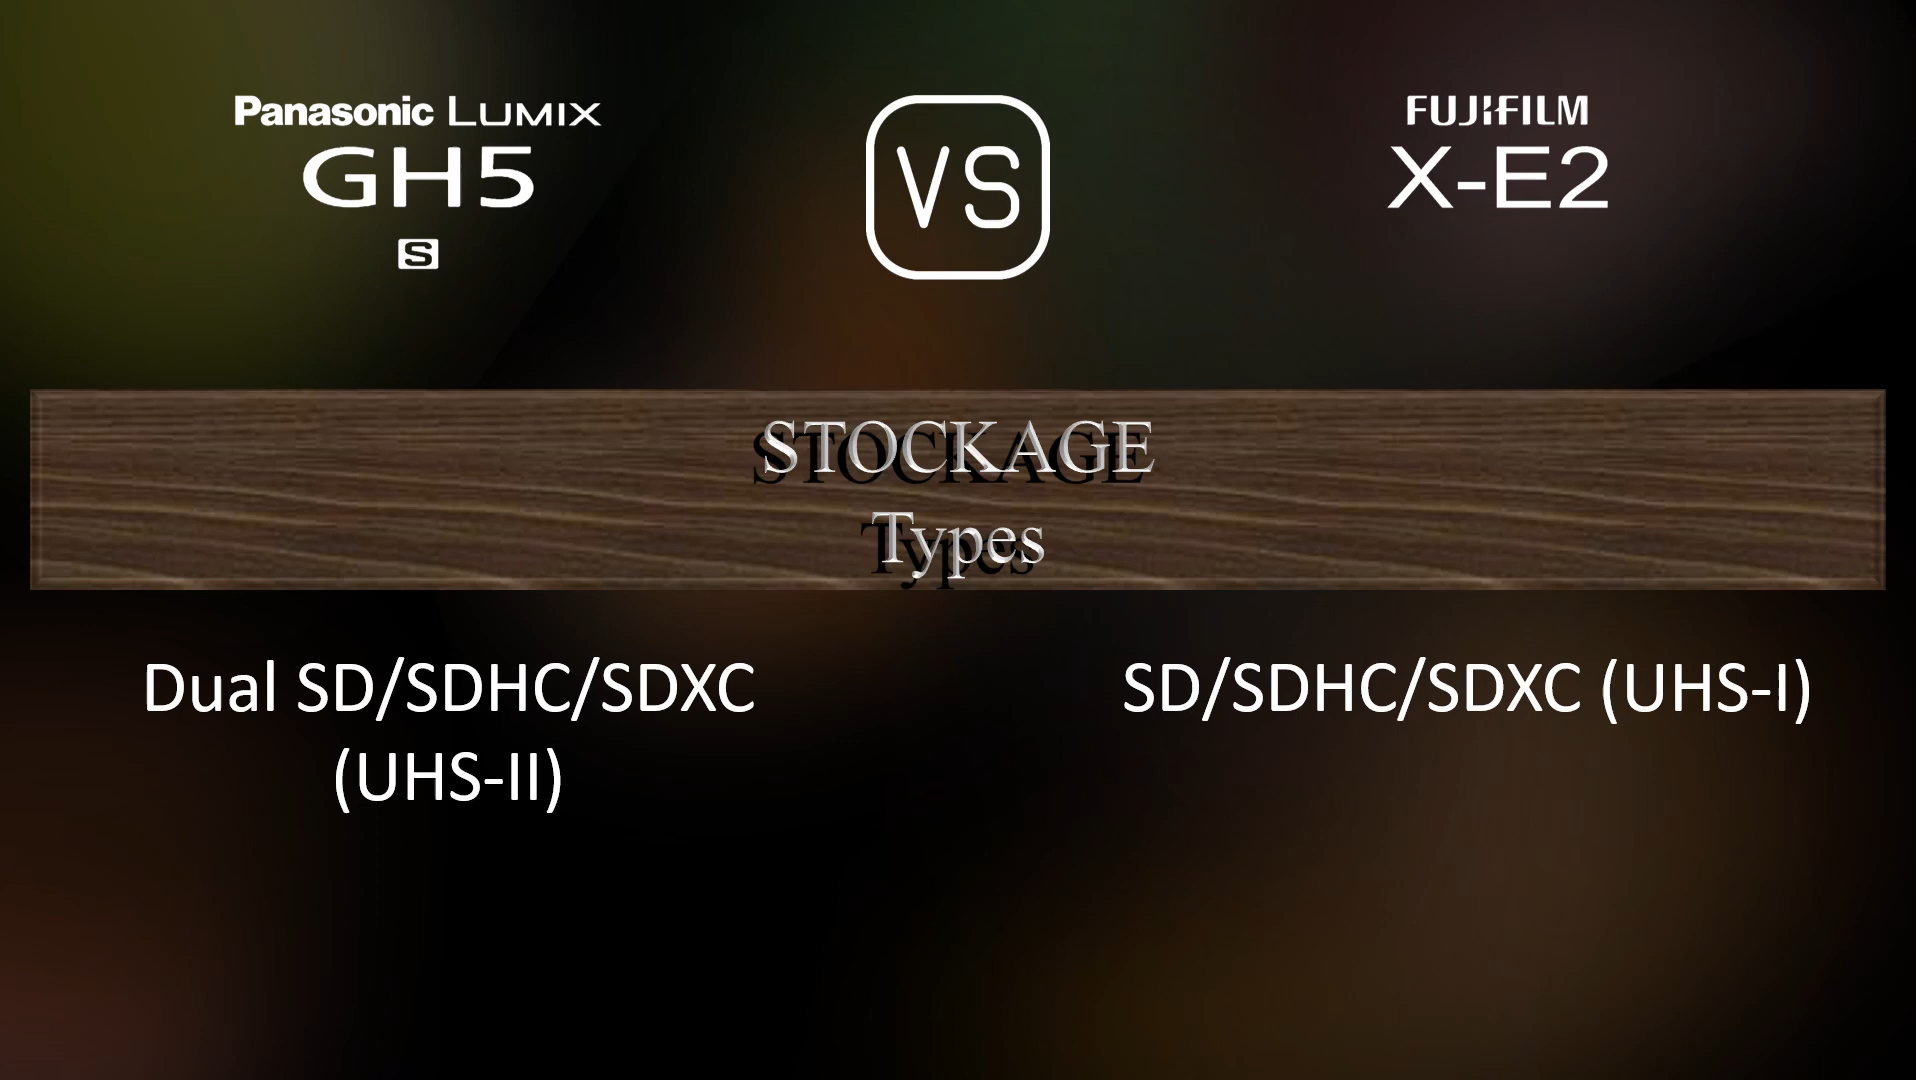 Panasonic LUMIX
GH5
S
VS
FUJIFILM
X-E2
STOCKAGE
Types
Dual SD/SDHC/SDXC
(UHS-II)
SD/SDHC/SDXC (UHS-I)